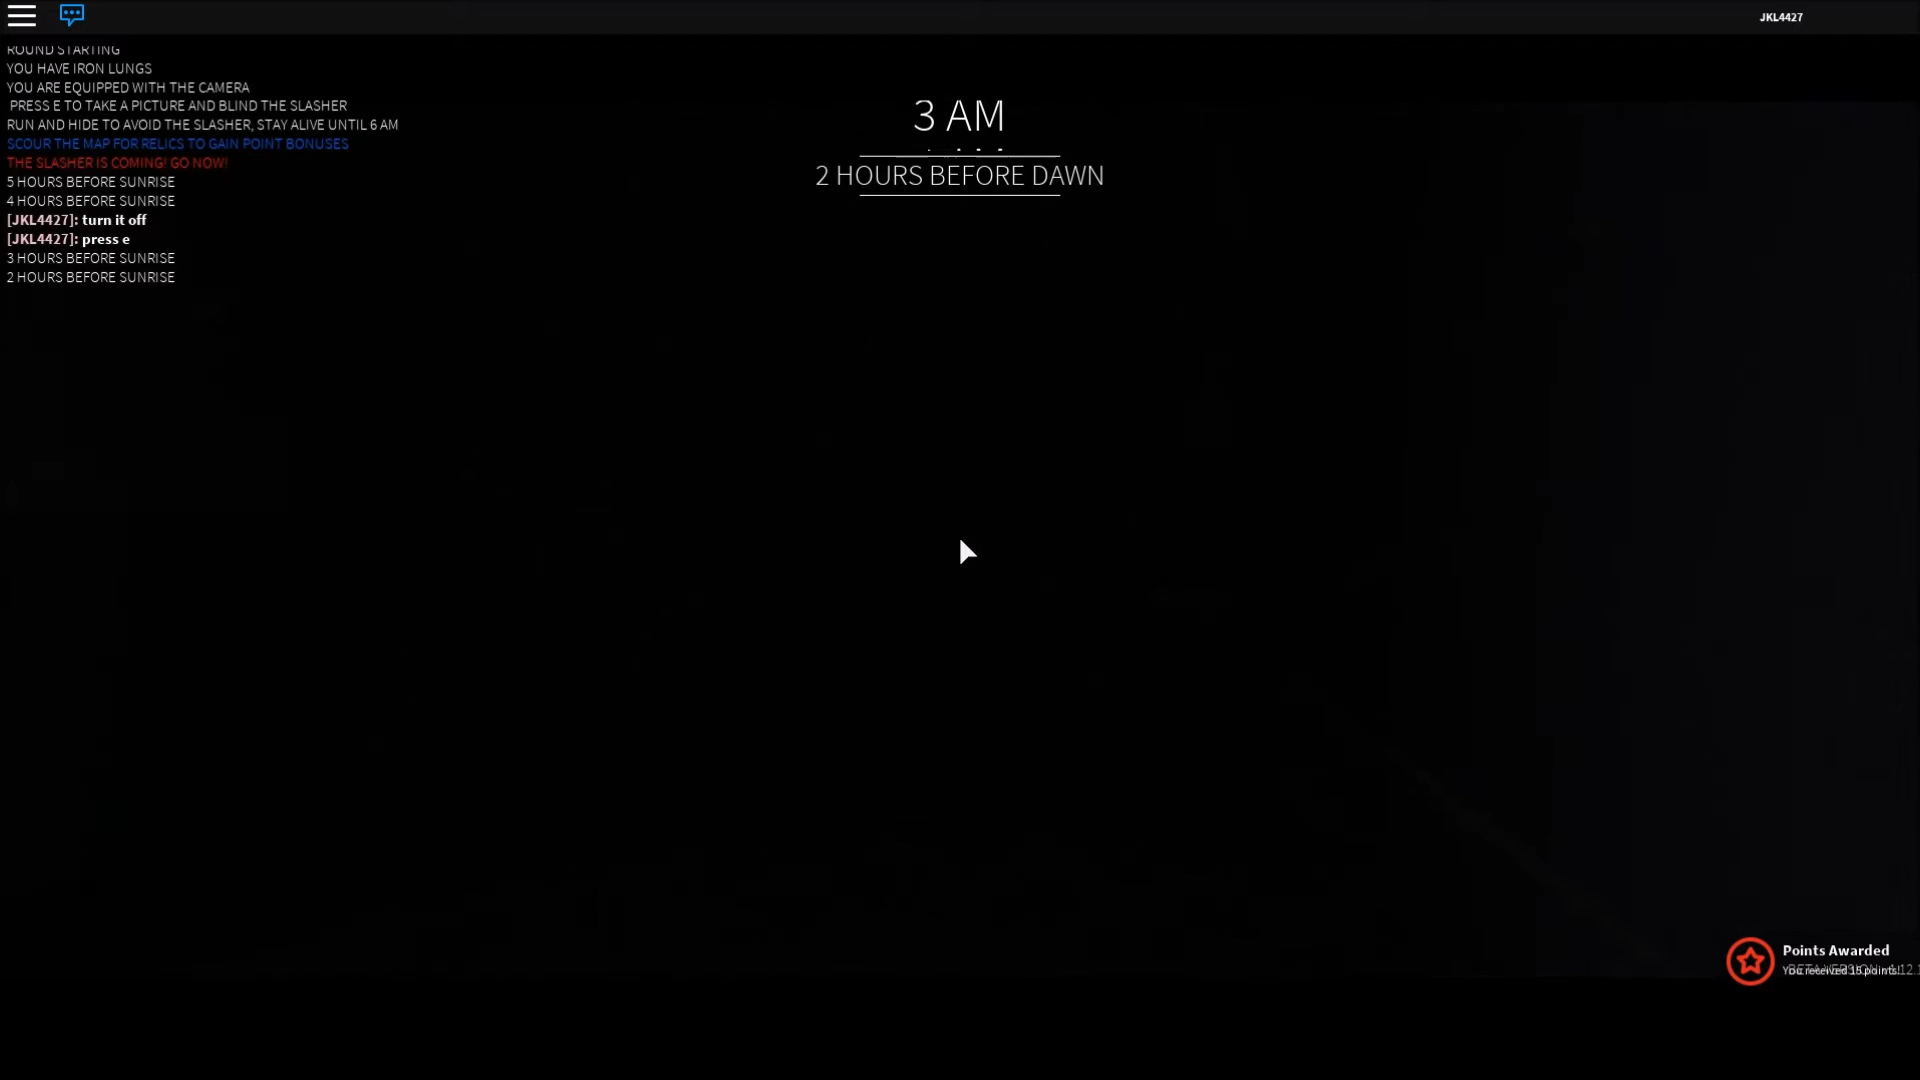 JKL4427
ROUND STARTING
YOU HAVE IRON LUNGS
YOU ARE EQUIPPED WITH THE CAMERA
PRESS E TO TAKE A PICTURE AND BLIND THE SLASHER
RUN AND HIDE TO AVOID THE SLASHER, STAY ALIVE UNTIL 6 AM
SCOUR THE MAP FOR RELICS TO GAIN POINT BONUSES
THE SLASHER IS COMING! GO NOW!
5 HOURS BEFORE SUNRISE
4 HOURS BEFORE SUNRISE
[JKL4427]: turn it off
[JKL4427]: press e
3 HOURS BEFORE SUNRISE
2 HOURS BEFORE SUNRISE
3 AM
2 HOURS BEFORE DAWN
Points Awarded
You received 15 points!